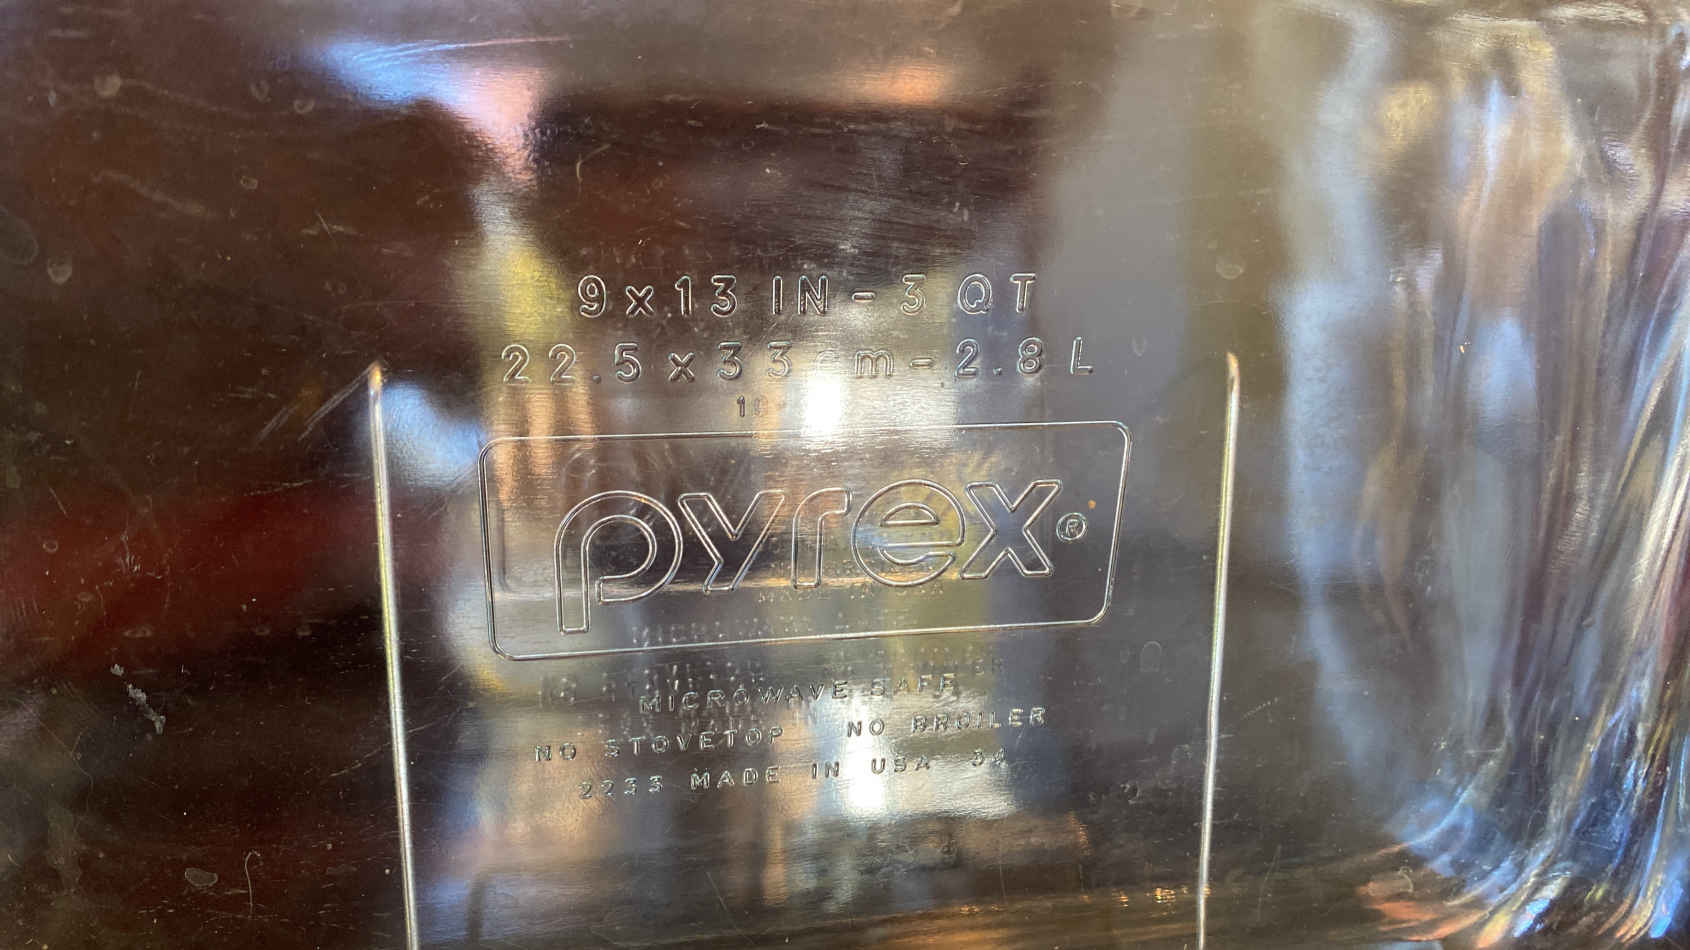 9 x 13 IN - 3 QT
22.5 x 33 m - 2.8 L
pyrex®
MICROWAVE SAFE
NO STOVETOP NO BROILER
2233 MADE IN USA 34